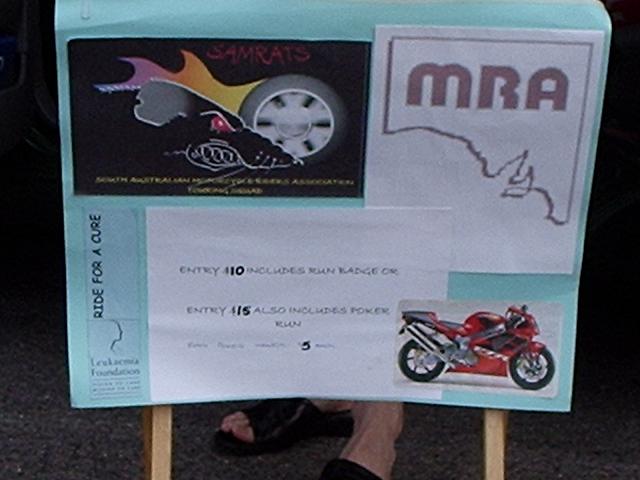 SAMRATS
SOUTH AUSTRALIAN MOTORCYCLE RIDERS ASSOCIATION
TOURING SQUAD
MRA
RIDE FOR A CURE
Leukaemia
Foundation
ENTRY $10 INCLUDES RUN BADGE OR
ENTRY $15 ALSO INCLUDES POKER
RUN
$5